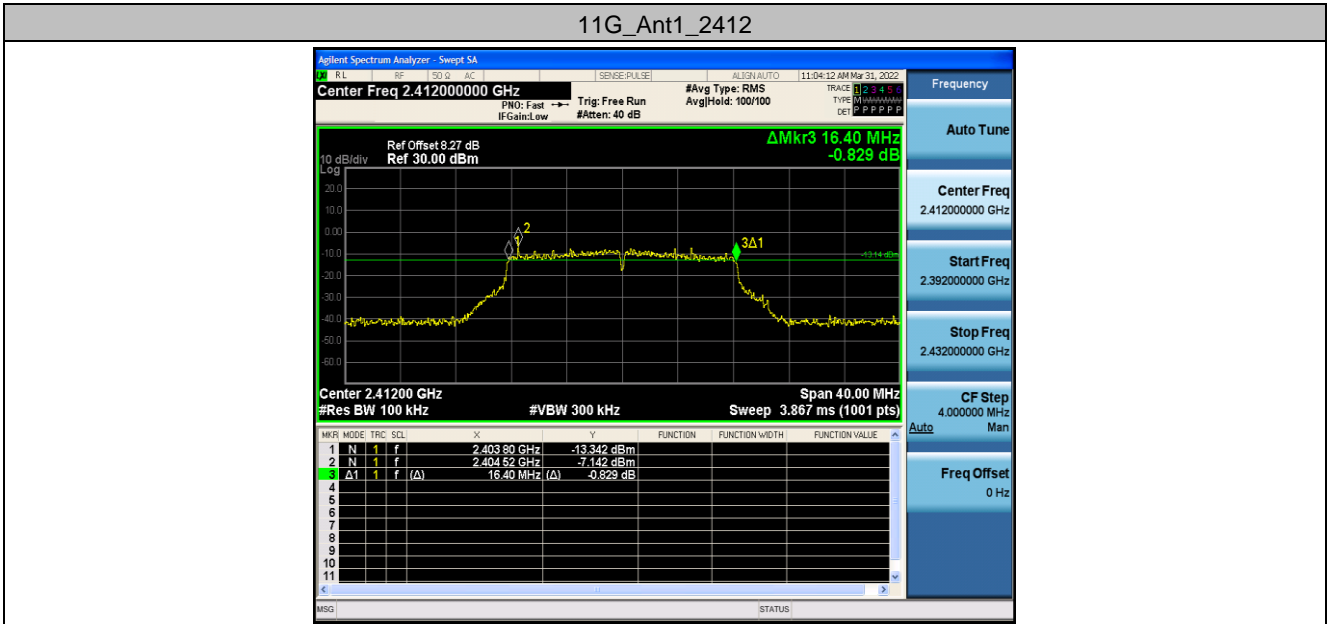 11G_Ant1_2412
Agilent Spectrum Analyzer - Swept SA
RL RF 50 Ω AC SENSE:PULSE ALIGN AUTO 11:04:12 AM Mar 31, 2022
Center Freq 2.412000000 GHz
PNO: Fast
IFGain:Low
Trig: Free Run
#Atten: 40 dB
#Avg Type: RMS
Avg|Hold: 100/100
TRACE 1 2 3 4 5 6
TYPE M
DET P P P P P P
Frequency
Auto Tune
Center Freq
2.412000000 GHz
Start Freq
2.392000000 GHz
Stop Freq
2.432000000 GHz
CF Step
4.000000 MHz
Auto Man
Freq Offset
0 Hz
ΔMkr3 16.40 MHz
-0.829 dB
Ref Offset 8.27 dB
10 dB/div Ref 30.00 dBm
Log
20.0
10.0
0.00
-10.0
-20.0
-30.0
-40.0
-50.0
-60.0
1
2
3Δ1
-13.14 dBm
Center 2.41200 GHz Span 40.00 MHz
#Res BW 100 kHz #VBW 300 kHz Sweep 3.867 ms (1001 pts)
MKR MODE TRC SCL X Y FUNCTION FUNCTION WIDTH FUNCTION VALUE
1 N 1 f 2.403 80 GHz -13.342 dBm
2 N 1 f 2.404 52 GHz -7.142 dBm
3 Δ1 1 f (Δ) 16.40 MHz (Δ) -0.829 dB
4
5
6
7
8
9
10
11
MSG STATUS